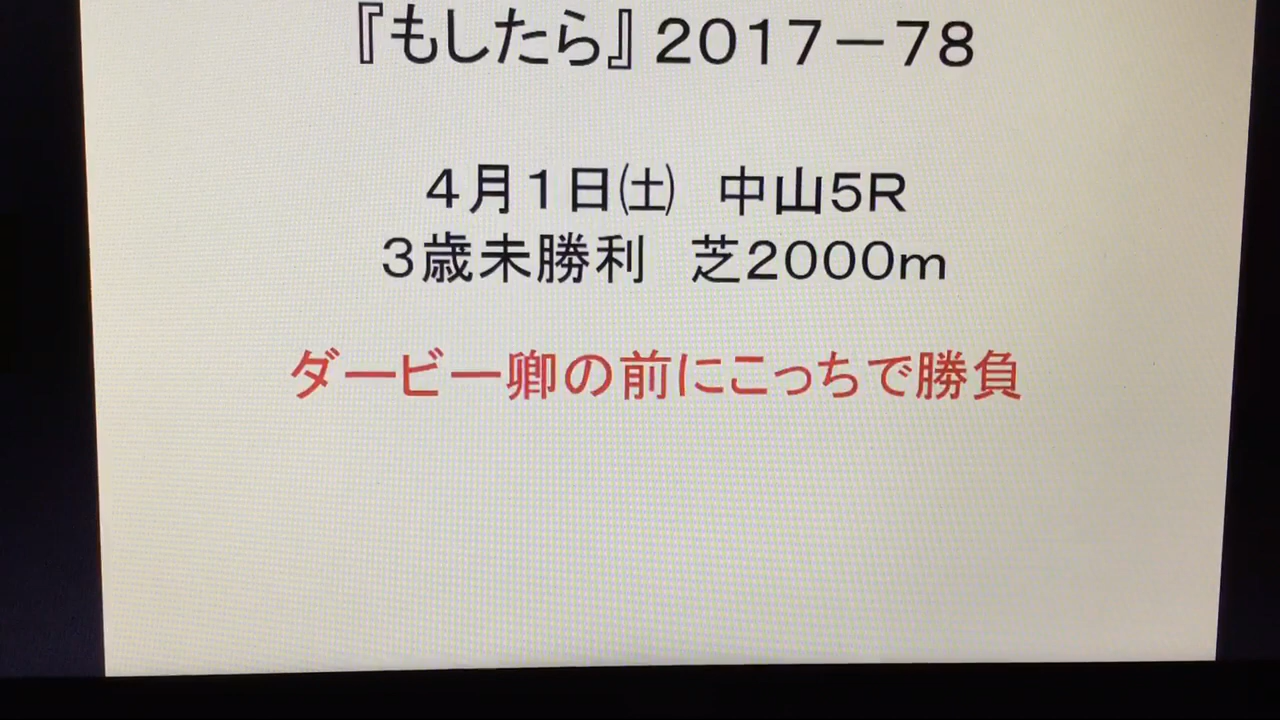 『もしたら』２０１７－７８
４月１日㈯　中山５Ｒ
３歳未勝利　芝２０００ｍ
ダービー卿の前にこっちで勝負